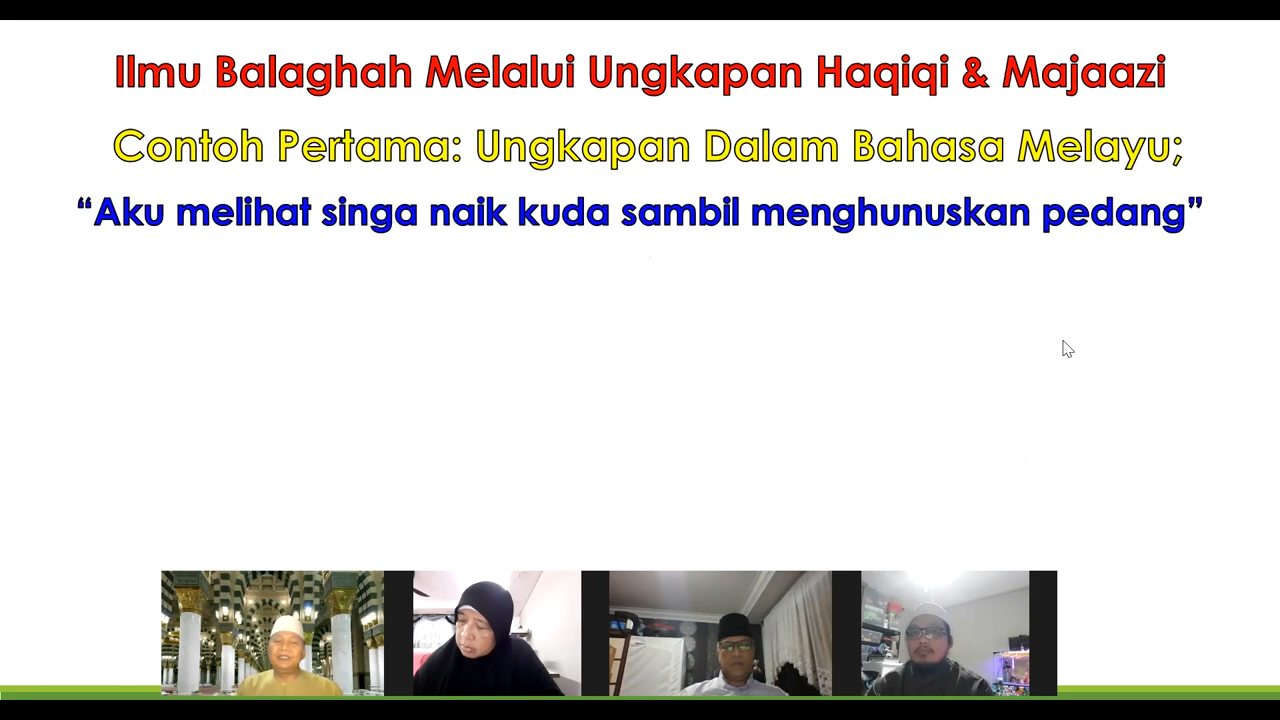 Ilmu Balaghah Melalui Ungkapan Haqiqi & Majaazi
Contoh Pertama: Ungkapan Dalam Bahasa Melayu;
“Aku melihat singa naik kuda sambil menghunuskan pedang”